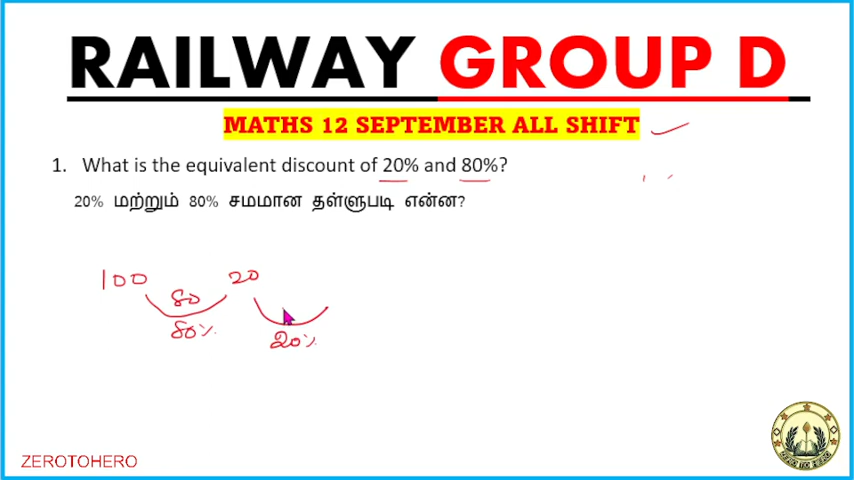 RAILWAY GROUP D
MATHS 12 SEPTEMBER ALL SHIFT
1. What is the equivalent discount of 20% and 80%?
20% மற்றும் 80% சமமான தள்ளுபடி என்ன?
100 80 20
80% 20%
ZEROTOHERO